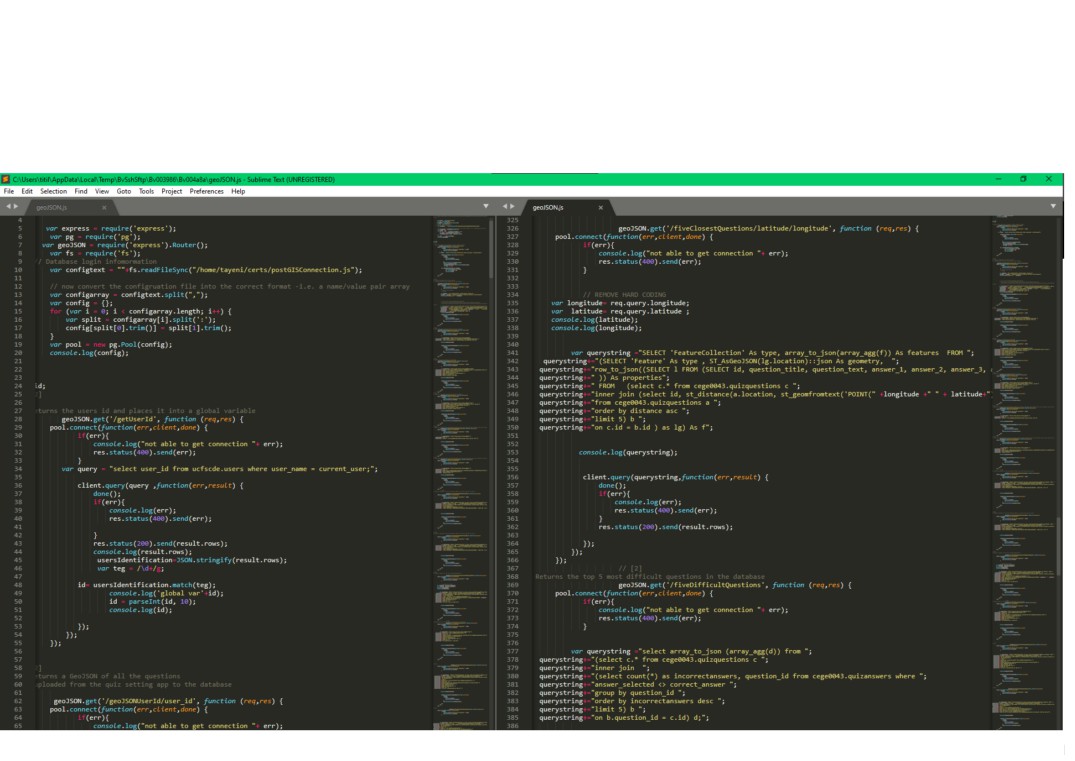 C:\Users\Mil\AppData\Local\Temp\BvSshSftp\Bv003986\Bv004a8a\geoJSON.js - Sublime Text (UNREGISTERED)
File Edit Selection Find View Goto Tools Project Preferences Help
geoJSON.js
4
5 var express = require('express');
6 var pg = require('pg');
7 var geoJSON = require('express').Router();
8 var fs = require('fs');
9 // Database login infowormation
10 var configtext = ""+fs.readFileSync("/home/tayeni/certs/postGISConnection.js");
11
12 // now convert the configruation file into the correct format -i.e. a name/value pair array
13 var configarray = configtext.split(",");
14 var config = {};
15 for (var i = 0; i < configarray.length; i++) {
16 var split = configarray[i].split(':');
17 config[split[0].trim()] = split[1].trim();
18 }
19 var pool = new pg.Pool(config);
20 console.log(config);
21
22
23
24 id;
25 ]
26
27 turns the users id and places it into a global variable
28 geoJSON.get('/getUserId', function (req,res) {
29 pool.connect(function(err,client,done) {
30 if(err){
31 console.log("not able to get connection "+ err);
32 res.status(400).send(err);
33 }
34 var query = "select user_id from ucfscde.users where user_name = current_user;";
35
36 client.query(query ,function(err,result) {
37 done();
38 if(err){
39 console.log(err);
40 res.status(400).send(err);
41
42 }
43 res.status(200).send(result.rows);
44 console.log(result.rows);
45 usersIdentification=JSON.stringify(result.rows);
46 var teg = /\d+/g;
47
48 id= usersIdentification.match(teg);
49 console.log('global var'+id);
50 id = parseInt(id, 10);
51 console.log(id);
52
53 });
54 });
55 });
56
57
58 ]
59 turns a GeoJSON of all the questions
60 uploaded from the quiz setting app to the database
61
62 geoJSON.get('/geoJSONUserId/:user_id', function (req,res) {
63 pool.connect(function(err,client,done) {
64 if(err){
65 console.log("not able to get connection "+ err);
geoJSON.js
325
326 geoJSON.get('/fiveClosestQuestions/latitude/longitude', function (req,res) {
327 pool.connect(function(err,client,done) {
328 if(err){
329 console.log("not able to get connection "+ err);
330 res.status(400).send(err);
331 }
332
333
334 // REMOVE HARD CODING
335 var longitude= req.query.longitude;
336 var latitude= req.query.latitude ;
337 console.log(latitude);
338 console.log(longitude);
339
340
341 var querystring ="SELECT 'FeatureCollection' As type, array_to_json(array_agg(f)) As features FROM ";
342 querystring+="(SELECT 'Feature' As type , ST_AsGeoJSON(lg.location)::json As geometry, ";
343 querystring+="row_to_json((SELECT l FROM (SELECT id, question_title, question_text, answer_1, answer_2, answer_3,
344 querystring+=" )) As properties";
345 querystring+=" FROM (select c.* from cege0043.quizquestions c ";
346 querystring+="inner join (select id, st_distance(a.location, st_geomfromtext('POINT(" +longitude +" " + latitude+"
347 querystring+="from cege0043.quizquestions a ";
348 querystring+="order by distance asc ";
349 querystring+="limit 5) b ";
350 querystring+="on c.id = b.id ) as lg) As f";
351
352
353 console.log(querystring);
354
355
356 client.query(querystring,function(err,result) {
357 done();
358 if(err){
359 console.log(err);
360 res.status(400).send(err);
361 }
362 res.status(200).send(result.rows);
363
364 });
365 });
366 });
367 // [2]
368 Returns the top 5 most difficult questions in the database
369 geoJSON.get('/fiveDifficultQuestions', function (req,res) {
370 pool.connect(function(err,client,done) {
371 if(err){
372 console.log("not able to get connection "+ err);
373 res.status(400).send(err);
374 }
375
376
377 var querystring ="select array_to_json (array_agg(d)) from ";
378 querystring+="(select c.* from cege0043.quizquestions c ";
379 querystring+="inner join ";
380 querystring+="(select count(*) as incorrectanswers, question_id from cege0043.quizanswers where ";
381 querystring+="answer_selected <> correct_answer ";
382 querystring+="group by question_id ";
383 querystring+="order by incorrectanswers desc ";
384 querystring+="limit 5) b ";
385 querystring+="on b.question_id = c.id) d;";
386